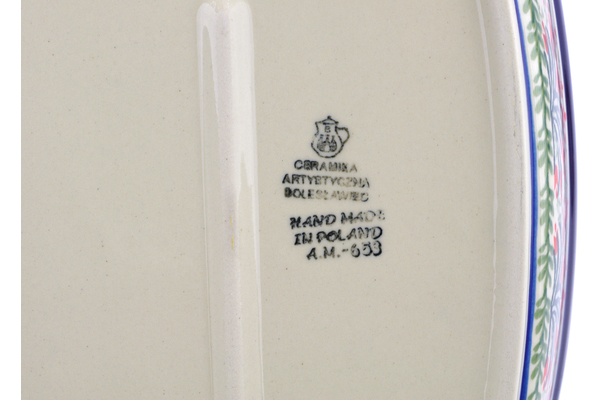 CERAMIKA
ARTYSTYCZNA
BOLESŁAWIEC
HAND MADE
IN POLAND
A.M.-653